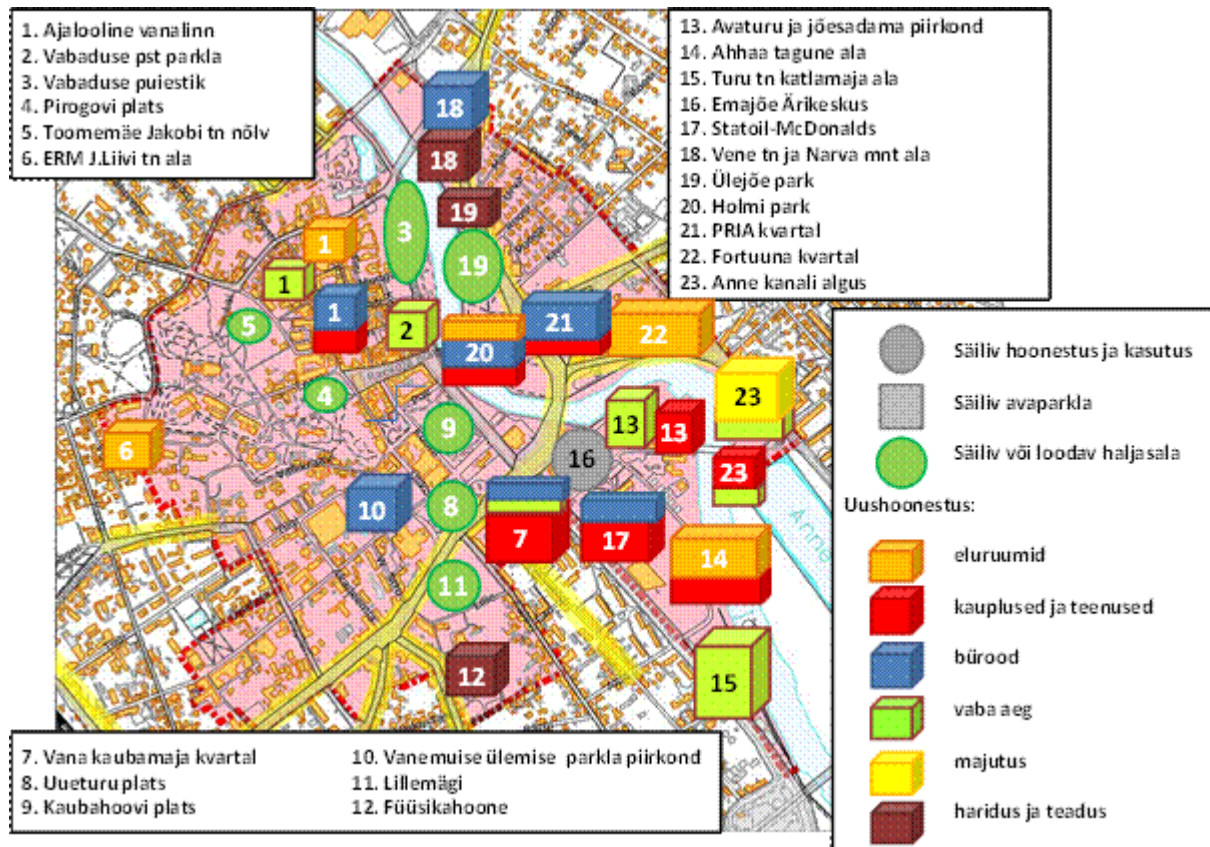 1. Ajalooline vanalinn
2. Vabaduse pst parkla
3. Vabaduse puiestik
4. Pirogovi plats
5. Toomemäe Jakobi tn nõlv
6. ERM J.Liivi tn ala
13. Avaturu ja jõesadama piirkond
14. Ahhaa tagune ala
15. Turu tn katlamaja ala
16. Emajõe Ärikeskus
17. Statoil-McDonalds
18. Vene tn ja Narva mnt ala
19. Ülejõe park
20. Holmi park
21. PRIA kvartal
22. Fortuuna kvartal
23. Anne kanali algus
18
18
19
3
19
1
1
1
5
2
20
21
22
4
23
13
13
9
6
16
23
10
8
7
17
14
11
12
15
Anne
Säiliv hoonestus ja kasutus
Säiliv avaparkla
Säiliv või loodav haljasala
Uushoonestus:
eluruumid
kauplused ja teenused
bürood
vaba aeg
majutus
haridus ja teadus
7. Vana kaubamaja kvartal
8. Uueturu plats
9. Kaubahoovi plats
10. Vanemuise ülemise parkla piirkond
11. Lillemägi
12. Füüsikahoone